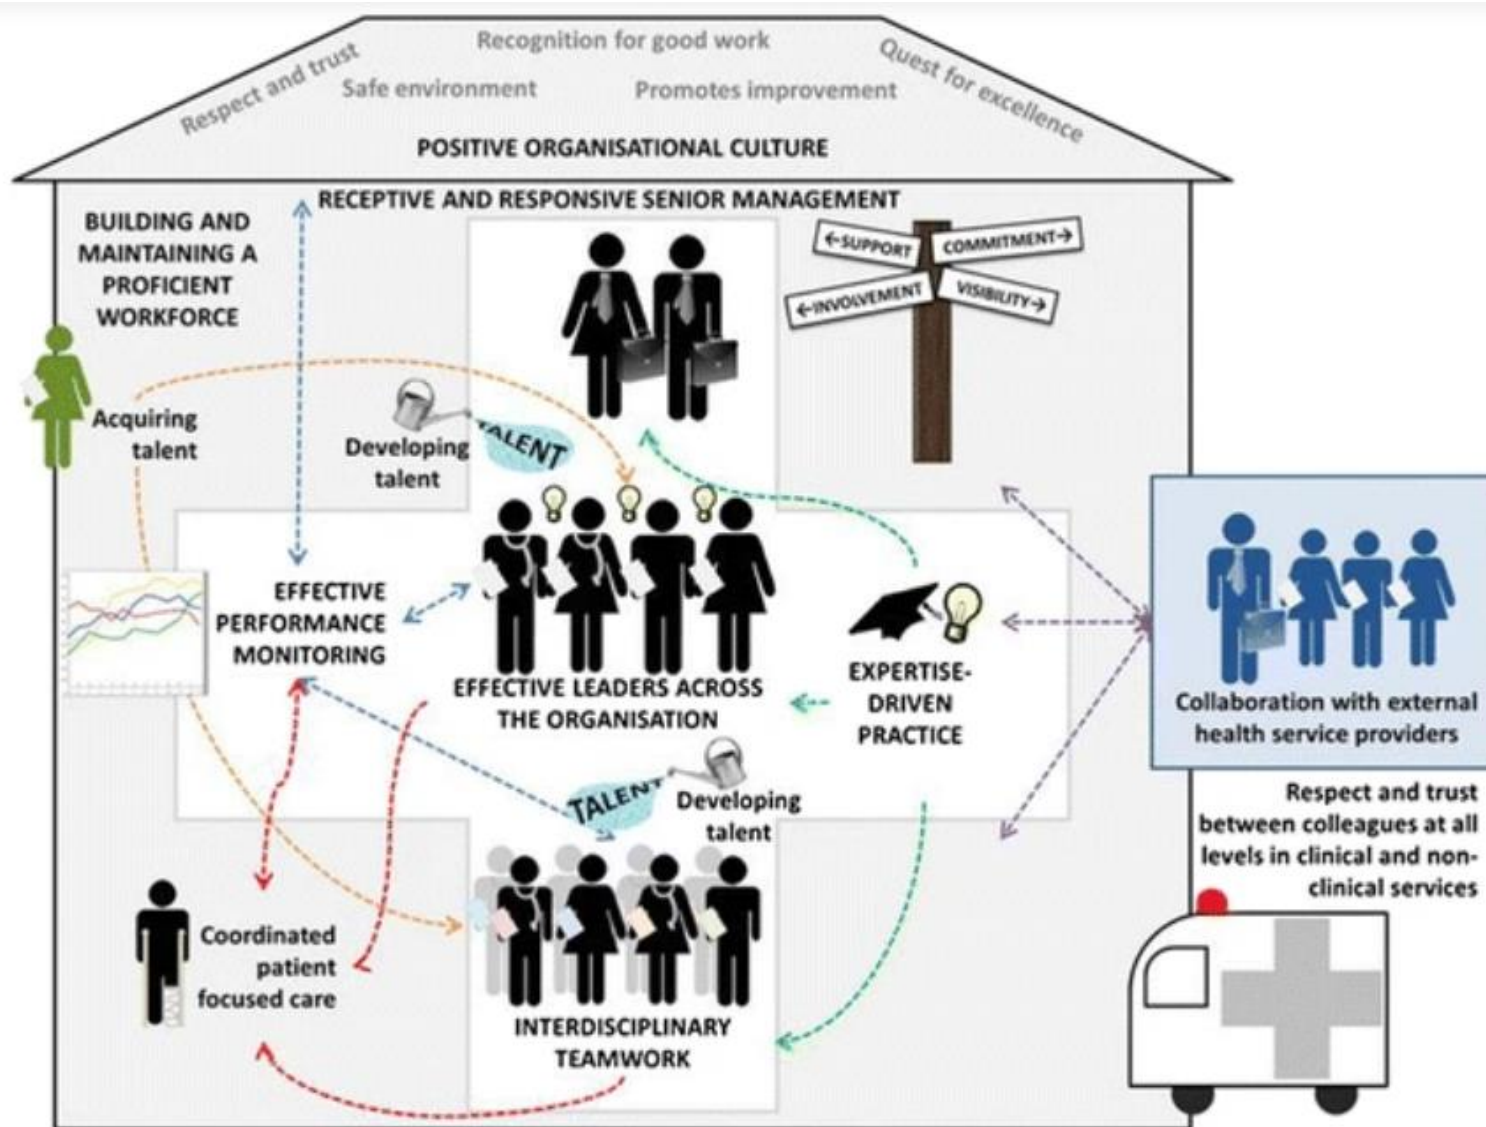 Recognition for good work
Respect and trust
Quest for excellence
Safe environment
Promotes improvement
POSITIVE ORGANISATIONAL CULTURE
RECEPTIVE AND RESPONSIVE SENIOR MANAGEMENT
BUILDING AND
MAINTAINING A
PROFICIENT
WORKFORCE
←SUPPORT
COMMITMENT→
←INVOLVEMENT
VISIBILITY→
Acquiring
talent
Developing
talent
TALENT
EFFECTIVE
PERFORMANCE
MONITORING
EFFECTIVE LEADERS ACROSS
THE ORGANISATION
EXPERTISE-
DRIVEN
PRACTICE
Collaboration with external
health service providers
Respect and trust
between colleagues at all
levels in clinical and non-
clinical services
TALENT
Developing
talent
Coordinated
patient
focused care
INTERDISCIPLINARY
TEAMWORK